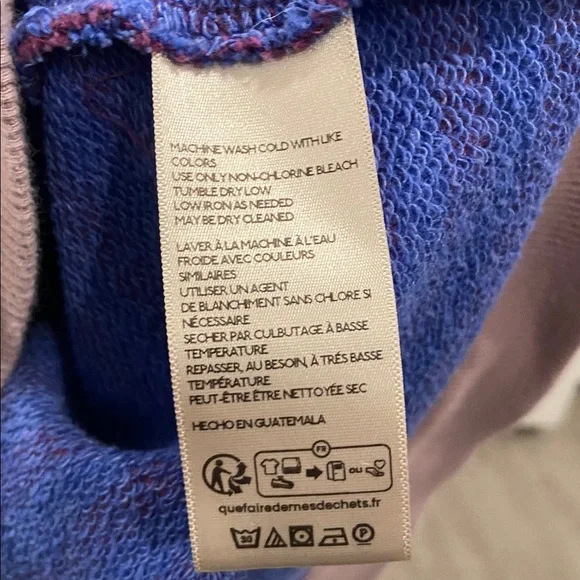 MACHINE WASH COLD WITH LIKE
COLORS
USE ONLY NON-CHLORINE BLEACH
TUMBLE DRY LOW
LOW IRON AS NEEDED
MAY BE DRY CLEANED
LAVER À LA MACHINE À L'EAU
FROIDE AVEC COULEURS
SIMILAIRES
UTILISER UN AGENT
DE BLANCHIMENT SANS CHLORE SI
NÉCESSAIRE
SECHER PAR CULBUTAGE À BASSE
TEMPERATURE
REPASSER, AU BESOIN, À TRÉS BASSE
TEMPÉRATURE
PEUT-ÊTRE ÊTRE NETTOYÉE SEC
HECHO EN GUATEMALA
FR
OU
quefairedemesdechets.fr
30 P